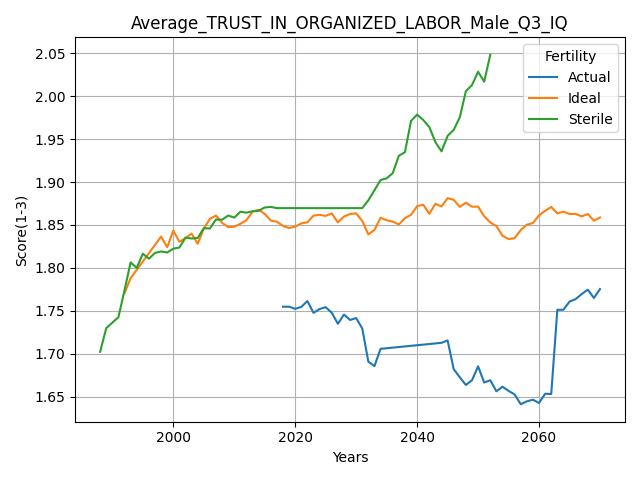 Average_TRUST_IN_ORGANIZED_LABOR_Male_Q3_IQ
Score(1-3)
2.05
2.00
1.95
1.90
1.85
1.80
1.75
1.70
1.65
Fertility
Actual
Ideal
Sterile
2000
2020
2040
2060
Years